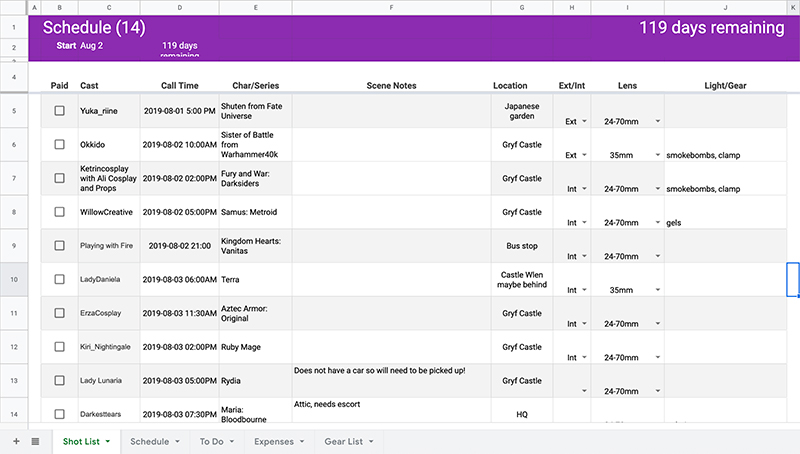 A B C D E F G H I J K
1 Schedule (14) 119 days remaining
2 Start Aug 2 119 days
remaining
4 Paid Cast Call Time Char/Series Scene Notes Location Ext/Int Lens Light/Gear
5 Yuka_riine 2019-08-01 5:00 PM Shuten from Fate Universe Japanese garden Ext 24-70mm
6 Okkido 2019-08-02 10:00AM Sister of Battle from Warhammer40k Gryf Castle Ext 35mm smokebombs, clamp
7 Ketrincosplay with Ali Cosplay and Props 2019-08-02 02:00PM Fury and War: Darksiders Gryf Castle Int 24-70mm smokebombs, clamp
8 WillowCreative 2019-08-02 05:00PM Samus: Metroid Gryf Castle Int 24-70mm gels
9 Playing with Fire 2019-08-02 21:00 Kingdom Hearts: Vanitas Bus stop Int 24-70mm
10 LadyDaniela 2019-08-03 06:00AM Terra Castle Wlen maybe behind Int 35mm
11 ErzaCosplay 2019-08-03 11:30AM Aztec Armor: Original Gryf Castle Int 24-70mm
12 Kiri_Nightingale 2019-08-03 02:00PM Ruby Mage Gryf Castle Int 24-70mm
13 Lady Lunaria 2019-08-03 05:00PM Rydia Does not have a car so will need to be picked up! Gryf Castle 24-70mm
14 Darkesttears 2019-08-03 07:30PM Maria: Bloodbourne Attic, needs escort HQ
Shot List Schedule To Do Expenses Gear List